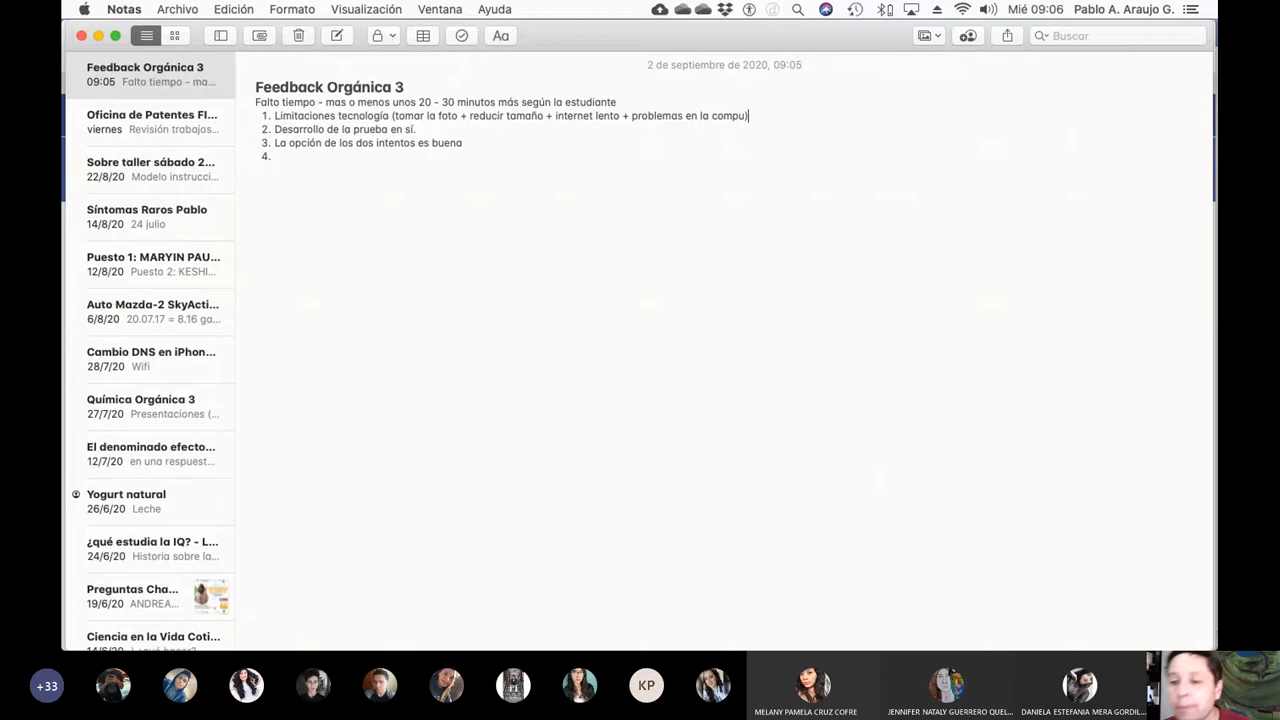 Notas Archivo Edición Formato Visualización Ventana Ayuda Mié 09:06 Pablo A. Araujo G.
Aa
Buscar
Feedback Orgánica 3
09:05 Falto tiempo - ma...
Oficina de Patentes FI...
viernes Revisión trabajos...
Sobre taller sábado 2...
22/8/20 Modelo instrucci...
Síntomas Raros Pablo
14/8/20 24 julio
Puesto 1: MARYIN PAU...
12/8/20 Puesto 2: KESHI...
Auto Mazda-2 SkyActi...
6/8/20 20.07.17 = 8.16 ga...
Cambio DNS en iPhon...
28/7/20 Wifi
Química Orgánica 3
27/7/20 Presentaciones (...
El denominado efecto...
12/7/20 en una respuest...
Yogurt natural
26/6/20 Leche
¿qué estudia la IQ? - L...
24/6/20 Historia sobre la...
Preguntas Cha...
19/6/20 ANDREA...
Ciencia en la Vida Coti...
2 de septiembre de 2020, 09:05
Feedback Orgánica 3
Falto tiempo - mas o menos unos 20 - 30 minutos más según la estudiante
1. Limitaciones tecnología (tomar la foto + reducir tamaño + internet lento + problemas en la compu)
2. Desarrollo de la prueba en sí.
3. La opción de los dos intentos es buena
4.
+33
KP
MELANY PAMELA CRUZ COFRE
JENNIFER NATALY GUERRERO QUEL...
DANIELA ESTEFANIA MERA GORDIL...